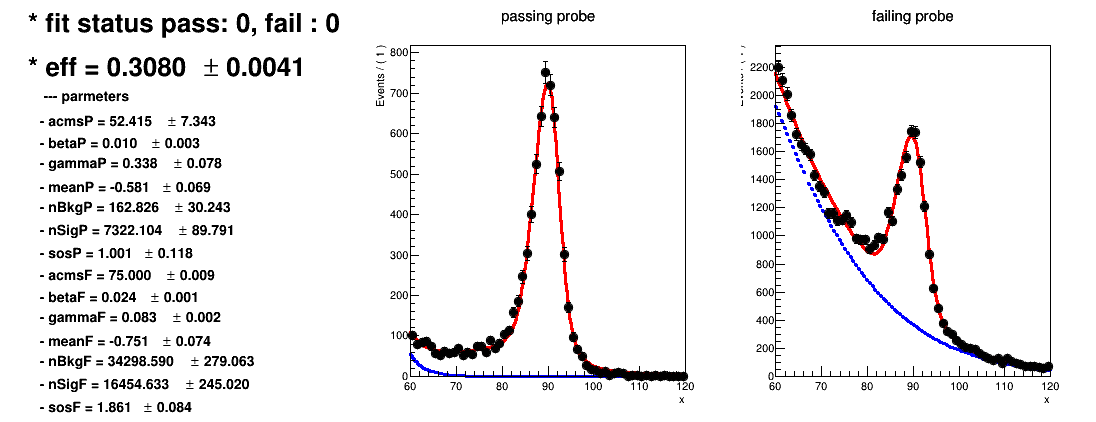 * fit status pass: 0, fail : 0
* eff = 0.3080 ± 0.0041
--- parmeters
- acmsP = 52.415 ± 7.343
- betaP = 0.010 ± 0.003
- gammaP = 0.338 ± 0.078
- meanP = -0.581 ± 0.069
- nBkgP = 162.826 ± 30.243
- nSigP = 7322.104 ± 89.791
- sosP = 1.001 ± 0.118
- acmsF = 75.000 ± 0.009
- betaF = 0.024 ± 0.001
- gammaF = 0.083 ± 0.002
- meanF = -0.751 ± 0.074
- nBkgF = 34298.590 ± 279.063
- nSigF = 16454.633 ± 245.020
- sosF = 1.861 ± 0.084
passing probe
Events / ( 1 )
800
700
600
500
400
300
200
100
0
60 70 80 90 100 110 120
x
failing probe
Events / ( 1 )
2200
2000
1800
1600
1400
1200
1000
800
600
400
200
0
60 70 80 90 100 110 120
x